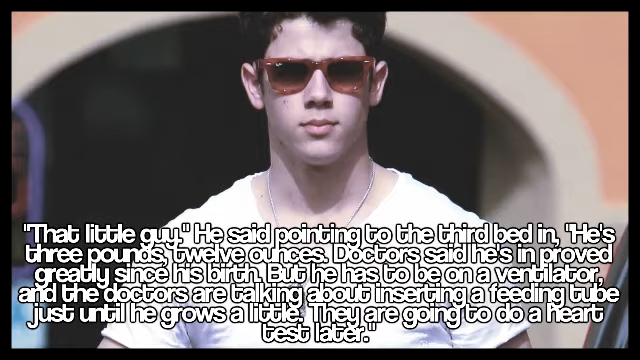 "That little guy." He said pointing to the third bed in, "He's
three pounds, twelve ounces. Doctors said he's in proved
greatly since his birth. But he has to be on a ventilator,
and the doctors are talking about inserting a feeding tube
just until he grows a little. They are going to do a heart
test later."